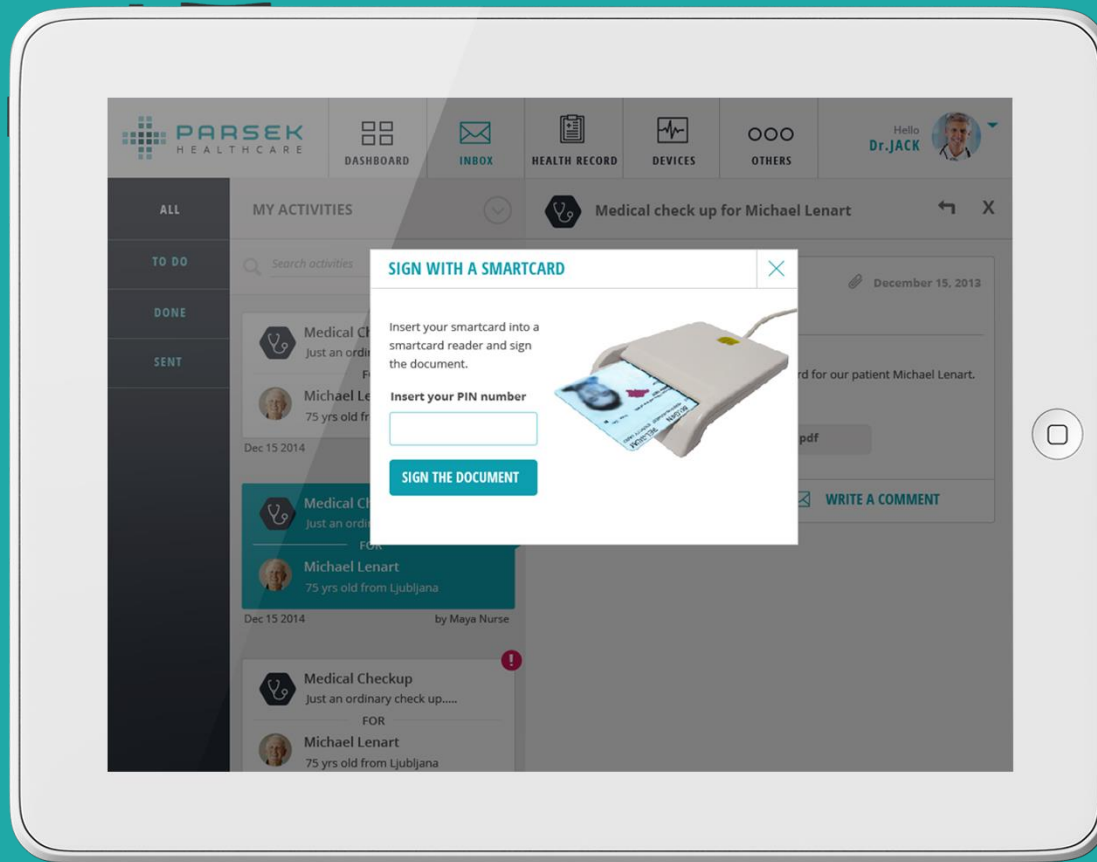 PARSEK
HEALTHCARE
DASHBOARD
INBOX
HEALTH RECORD
DEVICES
OTHERS
Hello
Dr.JACK
ALL
TO DO
DONE
SENT
MY ACTIVITIES
Search activities
Medical
Just an
Michael
75 yrs old
Dec 15 2014
Medical
Just an
FOR
Michael Lenart
75 yrs old from Ljubljana
Dec 15 2014 by Maya Nurse
Medical Checkup
Just an ordinary check up.....
FOR
Michael Lenart
75 yrs old from Ljubljana
Medical check up for Michael Lenart
X
December 15, 2013
for our patient Michael Lenart.
pdf
WRITE A COMMENT
SIGN WITH A SMARTCARD
Insert your smartcard into a
smartcard reader and sign
the document.
Insert your PIN number
SIGN THE DOCUMENT
BELGIUM